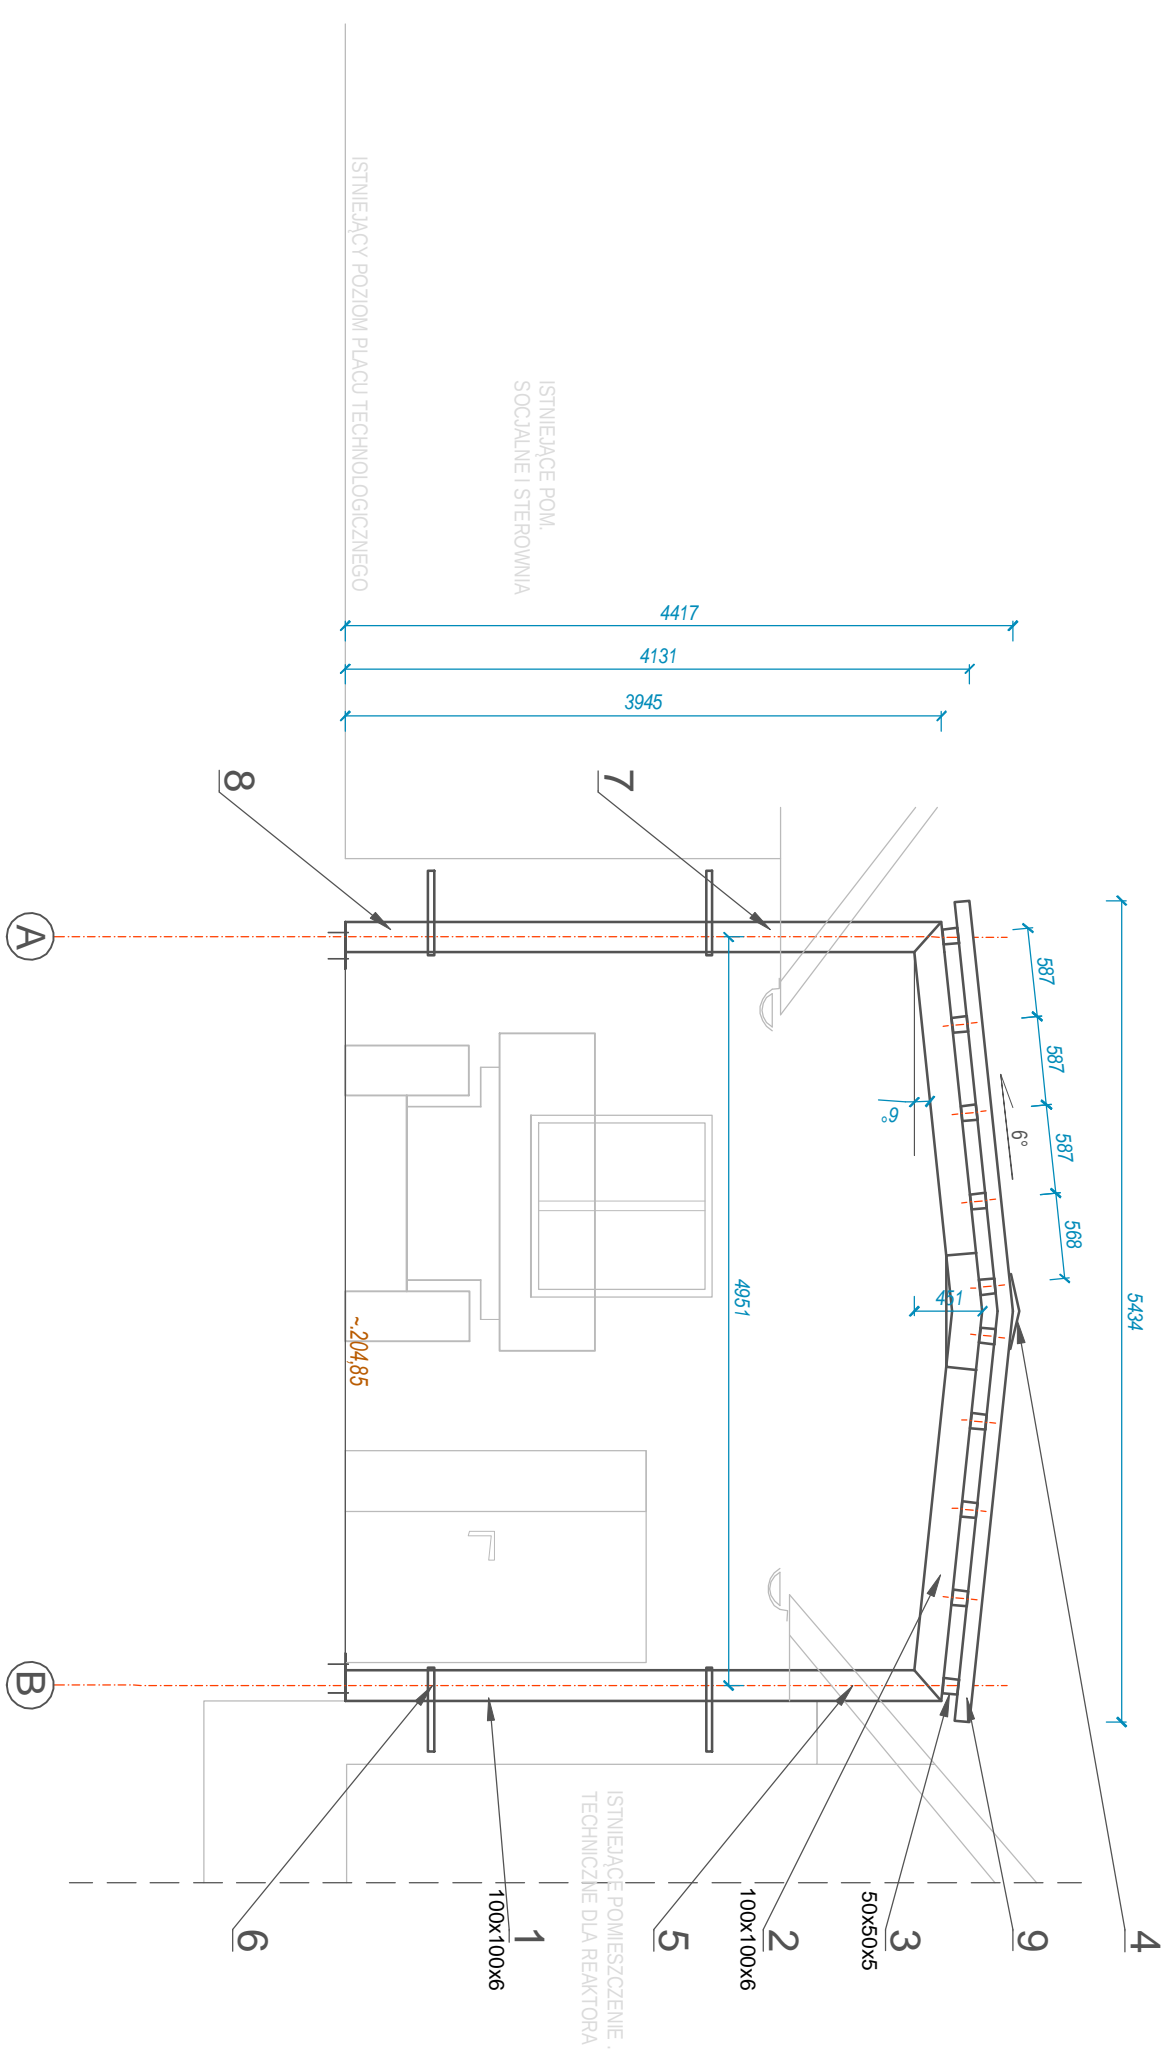 4
5434
9
568
587
587
587
6°
451
6°
3
50x50x5
2
100x100x6
4951
4417
4131
3945
7
5
ISTNIEJĄCE POM.
SOCJALNE I STEROWNIA
ISTNIEJĄCE POMIESZCZENIE .
TECHNICZNE DLA REAKTORA
1
100x100x6
ISTNIEJĄCY POZIOM PLACU TECHNOLOGICZNEGO
~.204,85
8
6
A
B